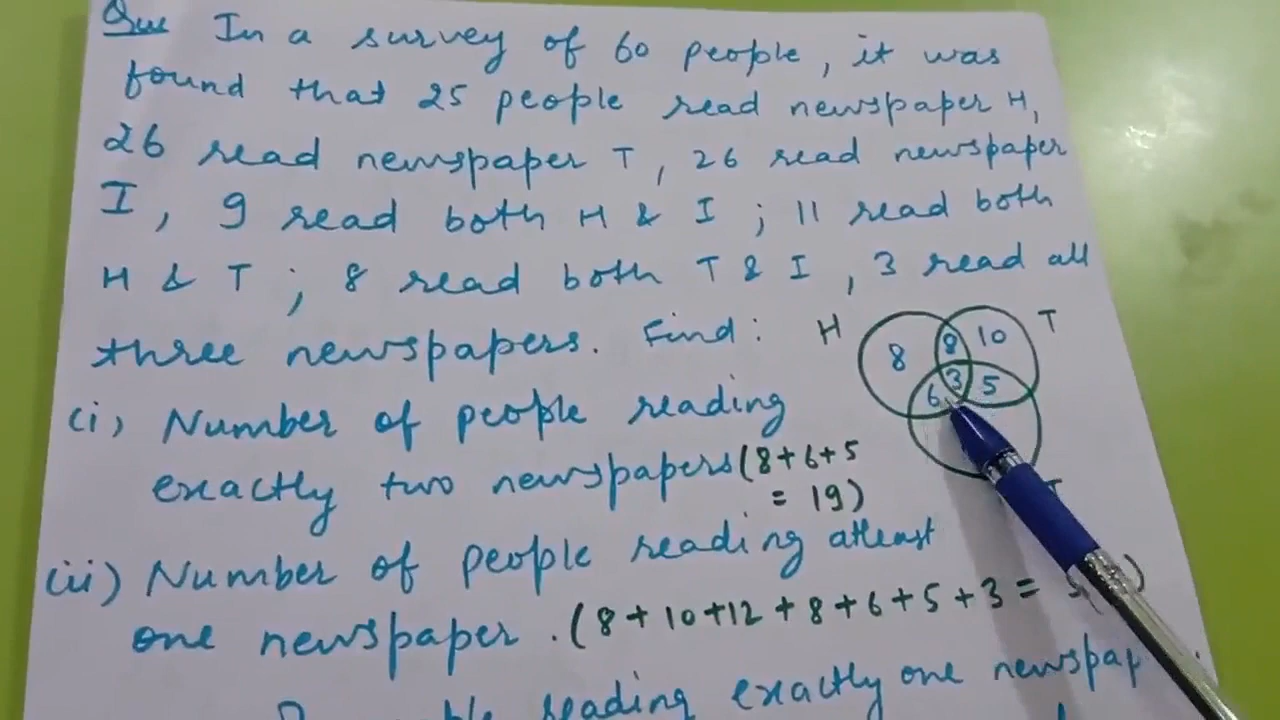 Que In a survey of 60 people, it was
found that 25 people read newspaper H,
26 read newspaper T, 26 read newspaper
I, 9 read both H & I ; 11 read both
H & T ; 8 read both T & I, 3 read all
three newspapers. Find :
H T
8 8 10
6 3 5
(i) Number of people reading
exactly two newspapers (8+6+5
= 19)
(ii) Number of people reading atleast
one newspaper. (8+10+12+8+6+5+3 =
reading exactly one